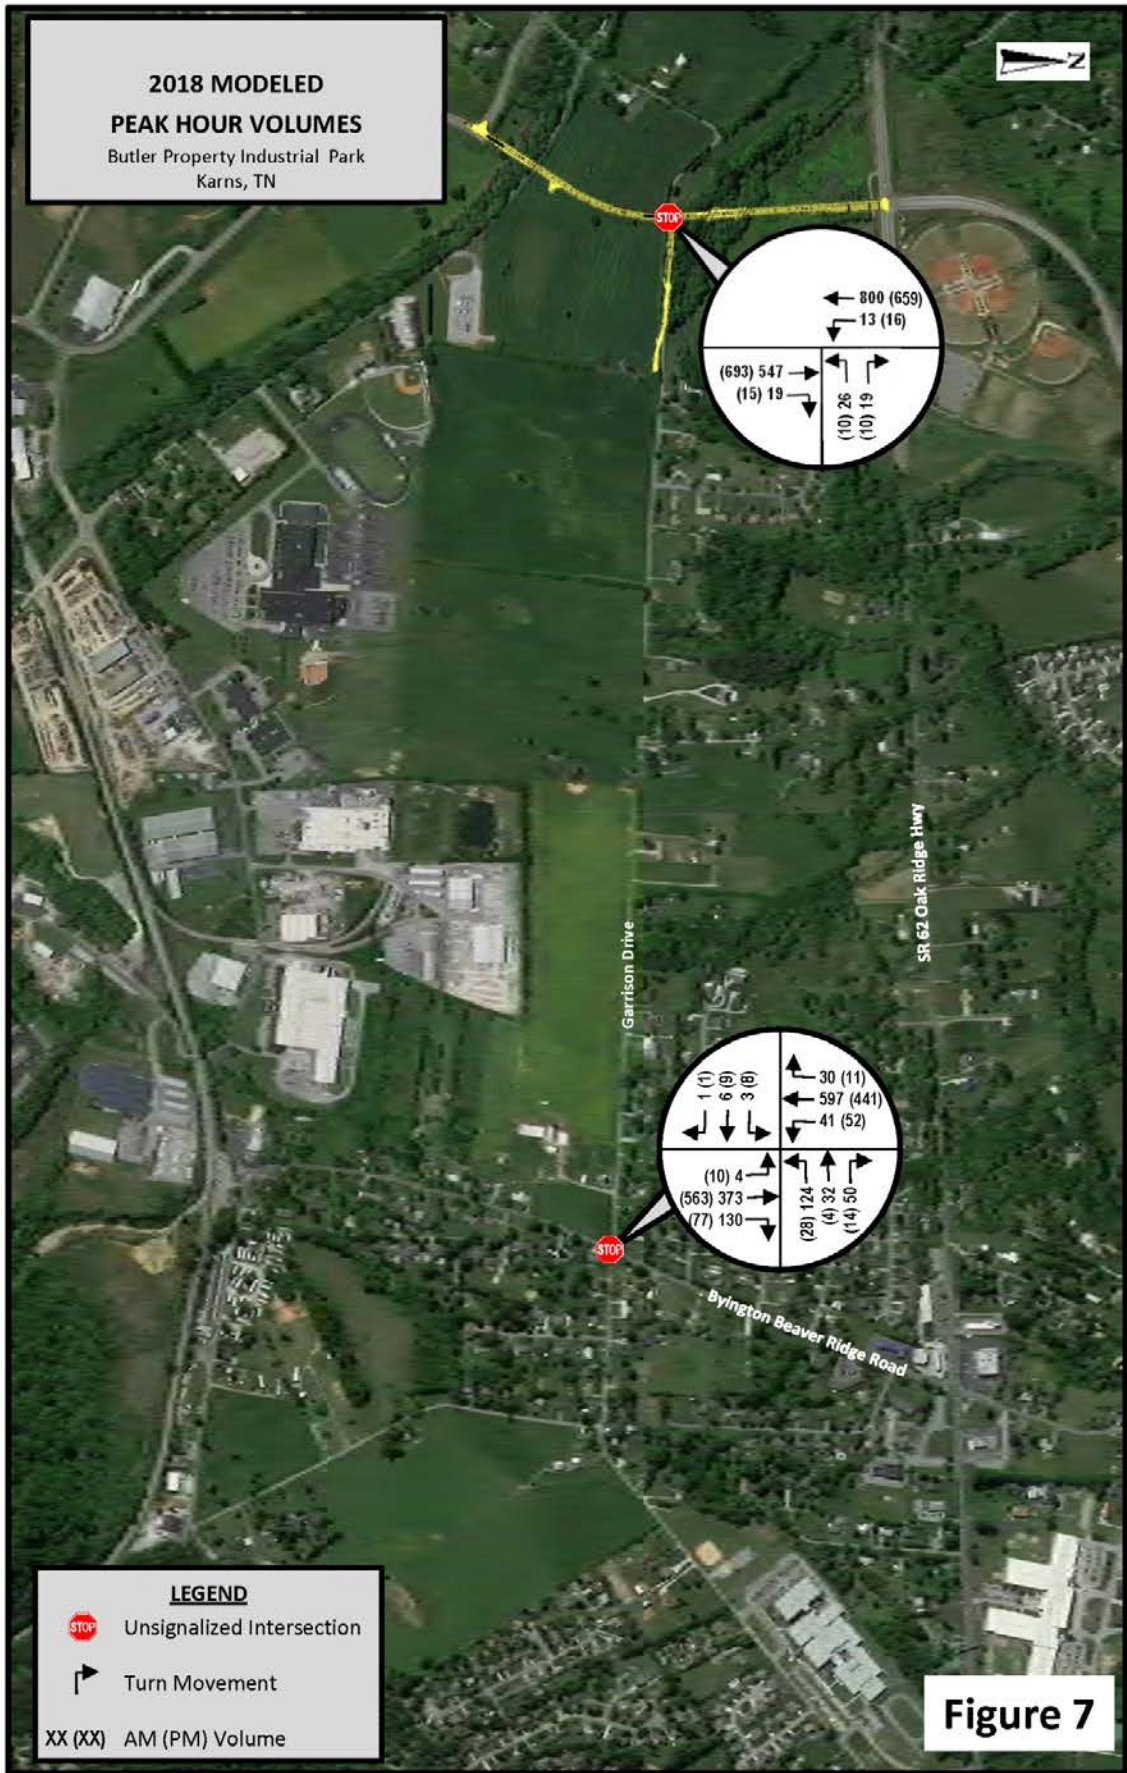 2018 MODELED
PEAK HOUR VOLUMES
Butler Property Industrial Park
Karns, TN
N
STOP
800 (659)
13 (16)
(693) 547
(15) 19
(10) 26
(10) 19
SR 62 Oak Ridge Hwy
Garrison Drive
1 (1)
6 (9)
3 (8)
30 (11)
597 (441)
41 (52)
(10) 4
(563) 373
(77) 130
(28) 124
(4) 32
(14) 50
STOP
Byington Beaver Ridge Road
LEGEND
STOP Unsignalized Intersection
Turn Movement
XX (XX) AM (PM) Volume
Figure 7